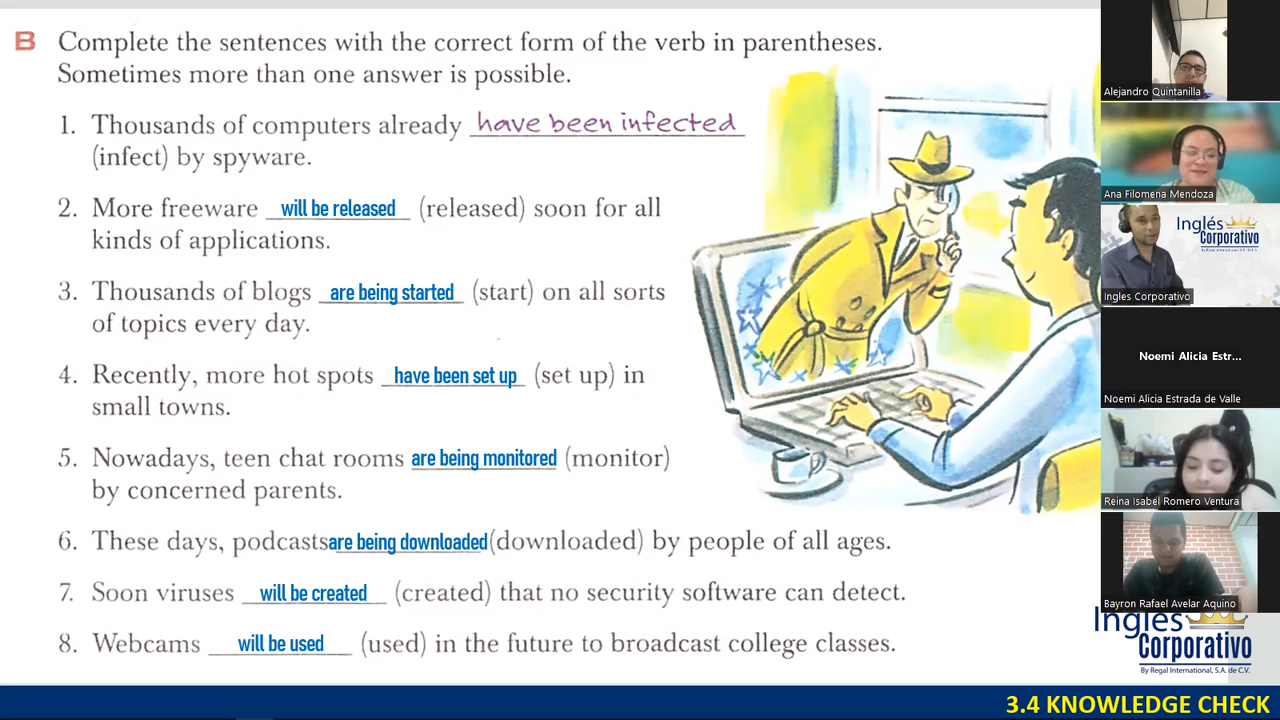 B Complete the sentences with the correct form of the verb in parentheses.
Sometimes more than one answer is possible.
1. Thousands of computers already have been infected
(infect) by spyware.
2. More freeware will be released (released) soon for all
kinds of applications.
3. Thousands of blogs are being started (start) on all sorts
of topics every day.
4. Recently, more hot spots have been set up (set up) in
small towns.
5. Nowadays, teen chat rooms are being monitored (monitor)
by concerned parents.
6. These days, podcasts are being downloaded (downloaded) by people of all ages.
7. Soon viruses will be created (created) that no security software can detect.
8. Webcams will be used (used) in the future to broadcast college classes.
Alejandro Quintanilla
Ana Filomena Mendoza
Inglés
Corporativo
By Regal International, S.A. de C.V.
Ingles Corporativo
Noemi Alicia Estr...
Noemi Alicia Estrada de Valle
Reina Isabel Romero Ventura
Bayron Rafael Avelar Aquino
Inglés
Corporativo
By Regal International, S.A. de C.V.
3.4 KNOWLEDGE CHECK